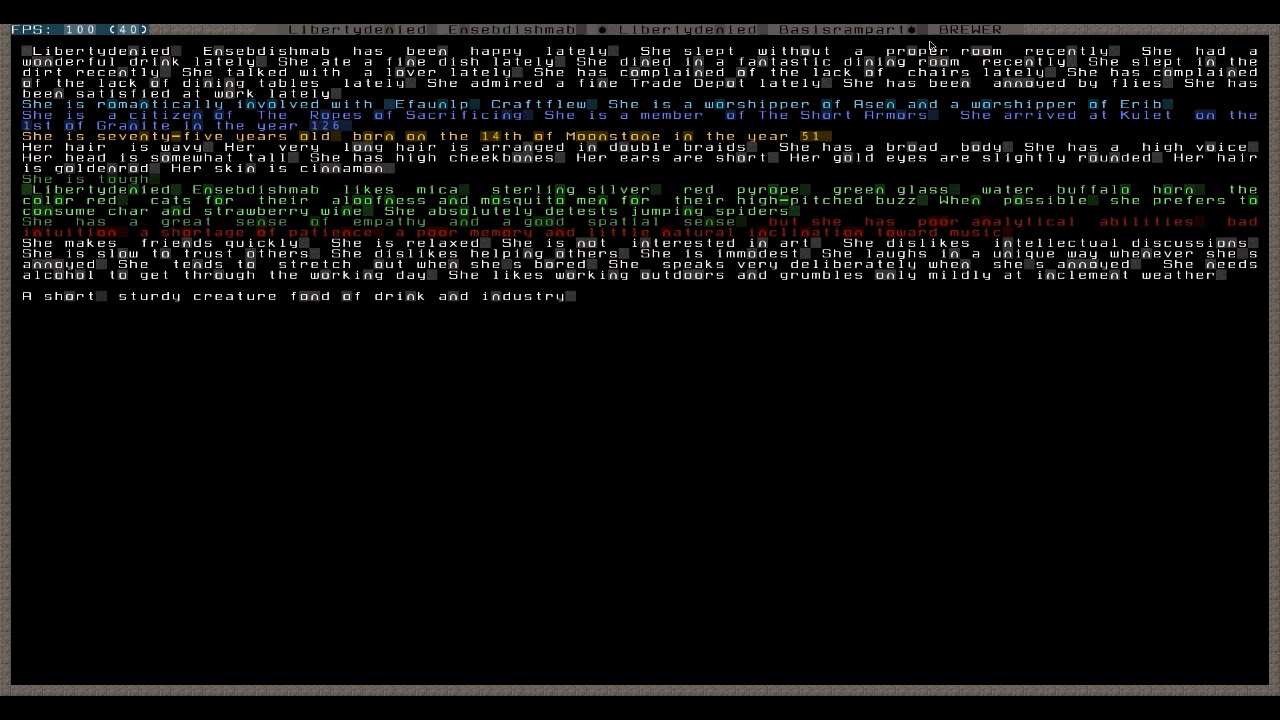 FPS: 100 (40) Libertydenied Ensebdishmab Libertydenied Basisrampart BREWER
Libertydenied Ensebdishmab has been happy lately She slept without a proper room recently She had a
wonderful drink lately She ate a fine dish lately She dined in a fantastic dining room recently She slept in the
dirt recently She talked with a lover lately She has complained of the lack of chairs lately She has complained
of the lack of dining tables lately She admired a fine Trade Depot lately She has been annoyed by flies She has
been satisfied at work lately
She is romantically involved with Efaunlp Craftflew She is a worshipper of Asen and a worshipper of Erib
She is a citizen of The Ropes of Sacrificing She is a member of The Short Armors She arrived at Kulet on the
1st of Granite in the year 126
She is seventy-five years old born on the 14th of Moonstone in the year 51
Her hair is wavy Her very long hair is arranged in double braids She has a broad body She has a high voice
Her head is somewhat tall She has high cheekbones Her ears are short Her gold eyes are slightly rounded Her hair
is goldenrod Her skin is cinnamon
She is tough
Libertydenied Ensebdishmab likes mica sterling silver red pyrope green glass water buffalo horn the
color red cats for their aloofness and mosquito men for their high-pitched buzz When possible she prefers to
consume char and strawberry wine She absolutely detests jumping spiders
She has a great sense of empathy and a good spatial sense but she has poor analytical abilities bad
intuition a shortage of patience a poor memory and little natural inclination toward music
She makes friends quickly She is relaxed She is not interested in art She dislikes intellectual discussions
She is slow to trust others She dislikes helping others She is immodest She laughs in a unique way whenever she s
annoyed She tends to stretch out when she s bored She speaks very deliberately when she s annoyed She needs
alcohol to get through the working day She likes working outdoors and grumbles only mildly at inclement weather
A short sturdy creature fond of drink and industry